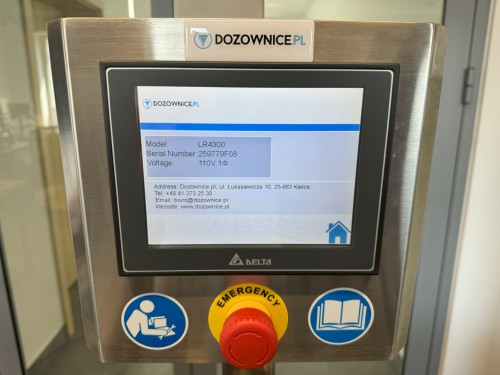 DOZOWNICE.PL
DOZOWNICE.PL
Model: LR4300
Serial Number: 259779F08
Voltage: 110V 1Φ
Address: Dozownice.pl, ul. Łukasiewicza 10, 25-663 Kielce,
Tel. +48 41 373 25 30
Email: biuro@dozownice.pl
Website: www.dozownice.pl
DELTA
EMERGENCY